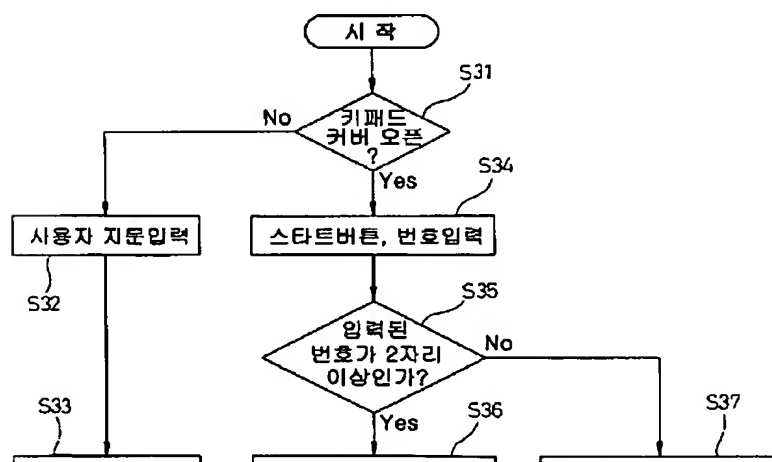 시 작
S31
No
키패드
커버 오픈
?
Yes
S34
사용자 지문입력
스타트버튼, 번호입력
S32
S35
입력된
번호가 2자리
이상인가?
No
Yes
S33
S36
S37